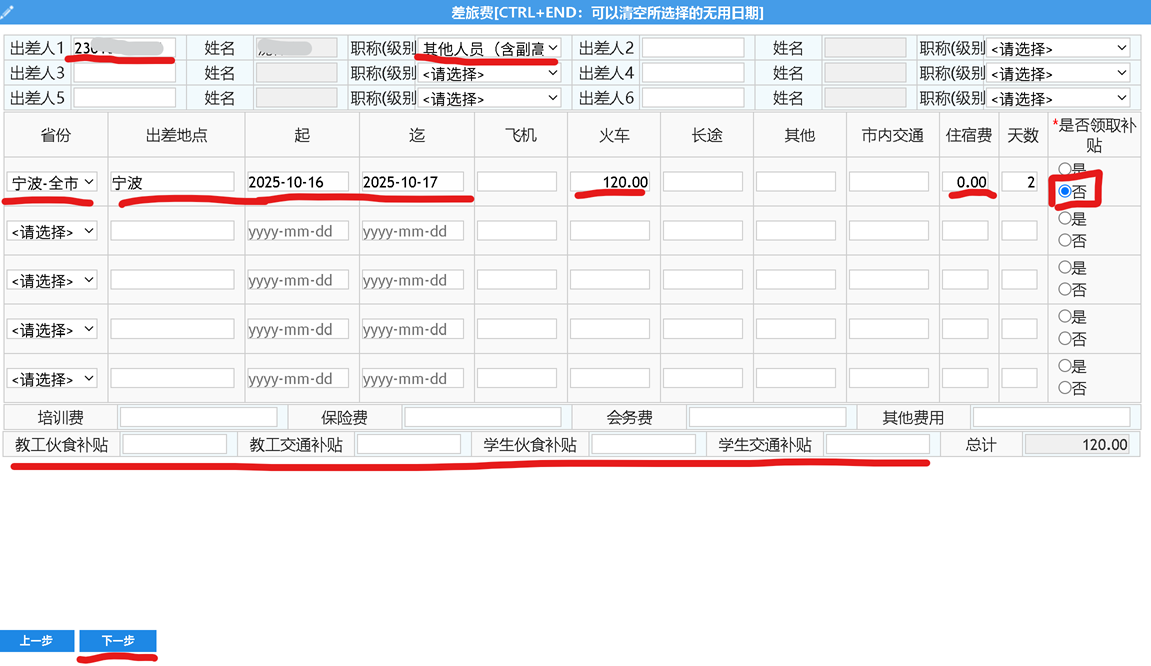 差旅费[CTRL+END：可以清空所选择的无用日期]
出差人1 姓名 职称(级别 其他人员（含副高 出差人2 姓名 职称(级别 <请选择>
出差人3 姓名 职称(级别 <请选择> 出差人4 姓名 职称(级别 <请选择>
出差人5 姓名 职称(级别 <请选择> 出差人6 姓名 职称(级别 <请选择>
省份 出差地点 起 迄 飞机 火车 长途 其他 市内交通 住宿费 天数 *是否领取补贴
宁波-全市 宁波 2025-10-16 2025-10-17 120.00 0.00 2 是
否
<请选择> yyyy-mm-dd yyyy-mm-dd 是
否
<请选择> yyyy-mm-dd yyyy-mm-dd 是
否
<请选择> yyyy-mm-dd yyyy-mm-dd 是
否
<请选择> yyyy-mm-dd yyyy-mm-dd 是
否
培训费 保险费 会务费 其他费用
教工伙食补贴 教工交通补贴 学生伙食补贴 学生交通补贴 总计 120.00
上一步 下一步